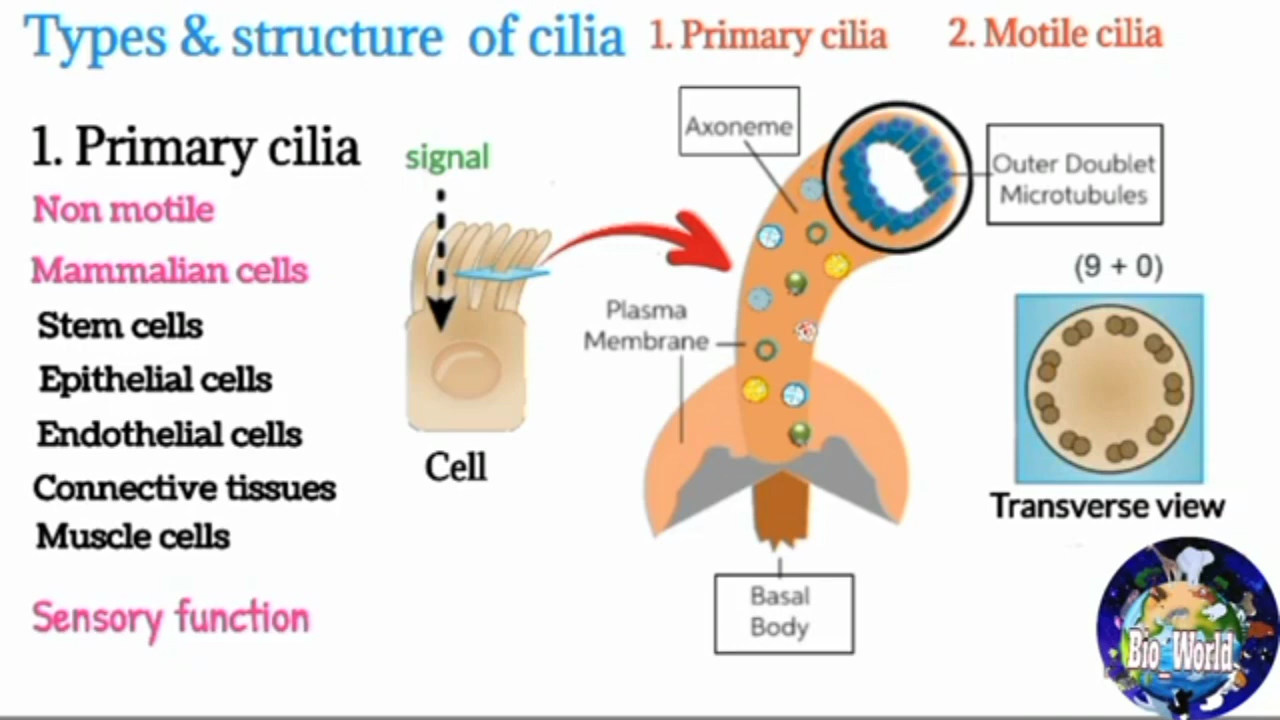 Types & structure of cilia
1. Primary cilia
2. Motile cilia
1. Primary cilia
Non motile
Mammalian cells
Stem cells
Epithelial cells
Endothelial cells
Connective tissues
Muscle cells
Sensory function
signal
Cell
Axoneme
Outer Doublet
Microtubules
Plasma
Membrane
Basal
Body
(9 + 0)
Transverse view
Bio_World